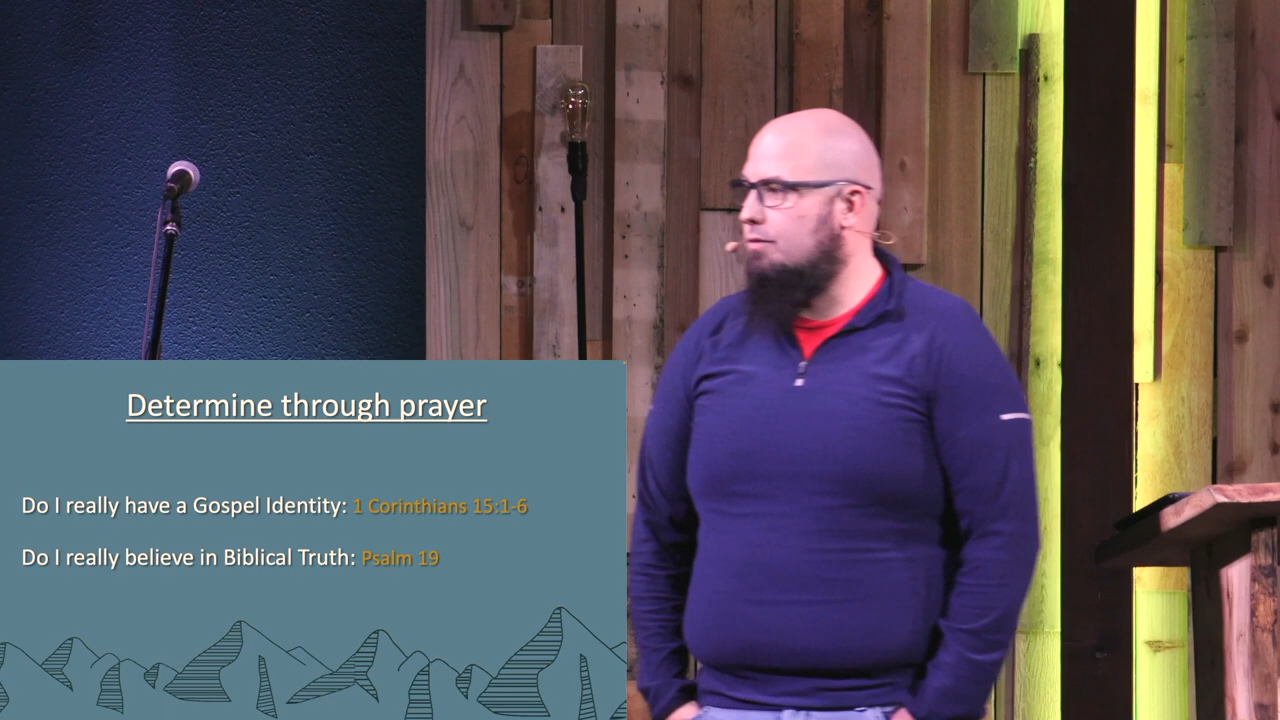 Determine through prayer
Do I really have a Gospel Identity: 1 Corinthians 15:1-6
Do I really believe in Biblical Truth: Psalm 19